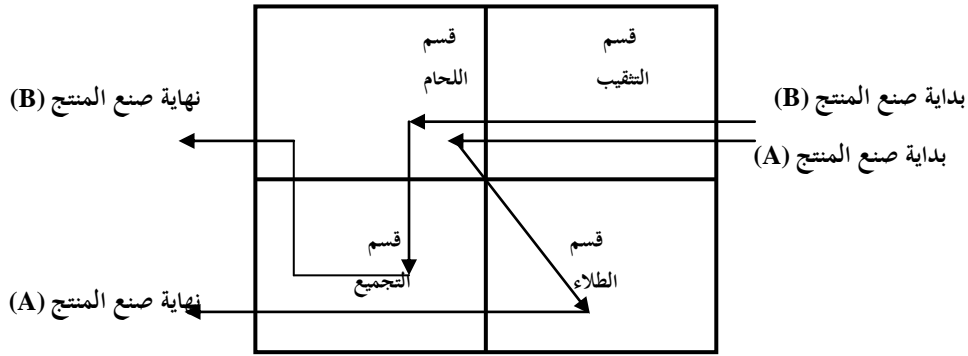 قسم
التثقيب
قسم
اللحام
بداية صنع المنتج (B)
نهاية صنع المنتج (B)
بداية صنع المنتج (A)
قسم
الطلاء
قسم
التجميع
نهاية صنع المنتج (A)